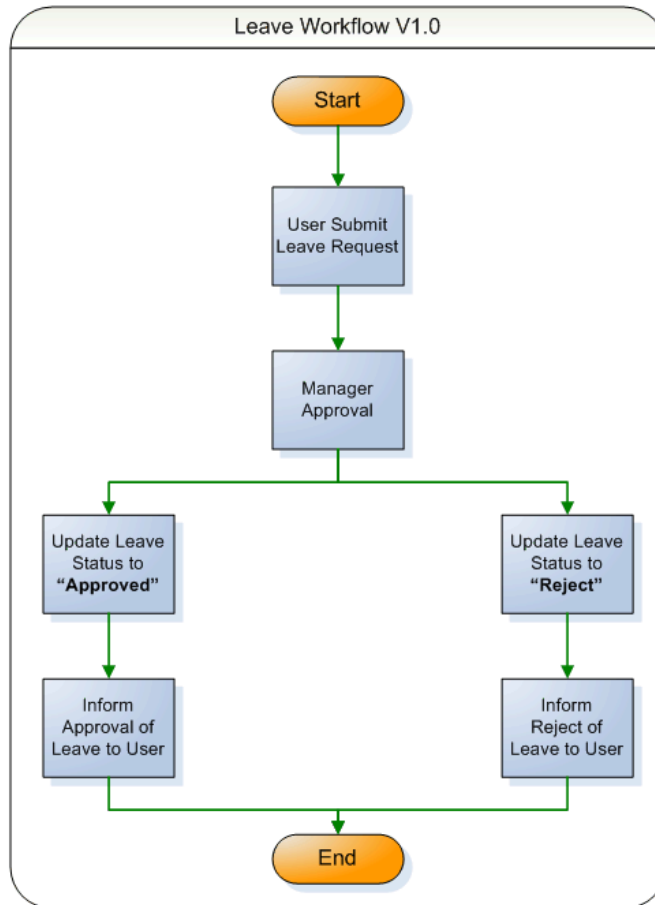 Leave Workflow V1.0
Start
User Submit
Leave Request
Manager
Approval
Update Leave
Status to
“Approved”
Update Leave
Status to
“Reject”
Inform
Approval of
Leave to User
Inform
Reject of
Leave to User
End